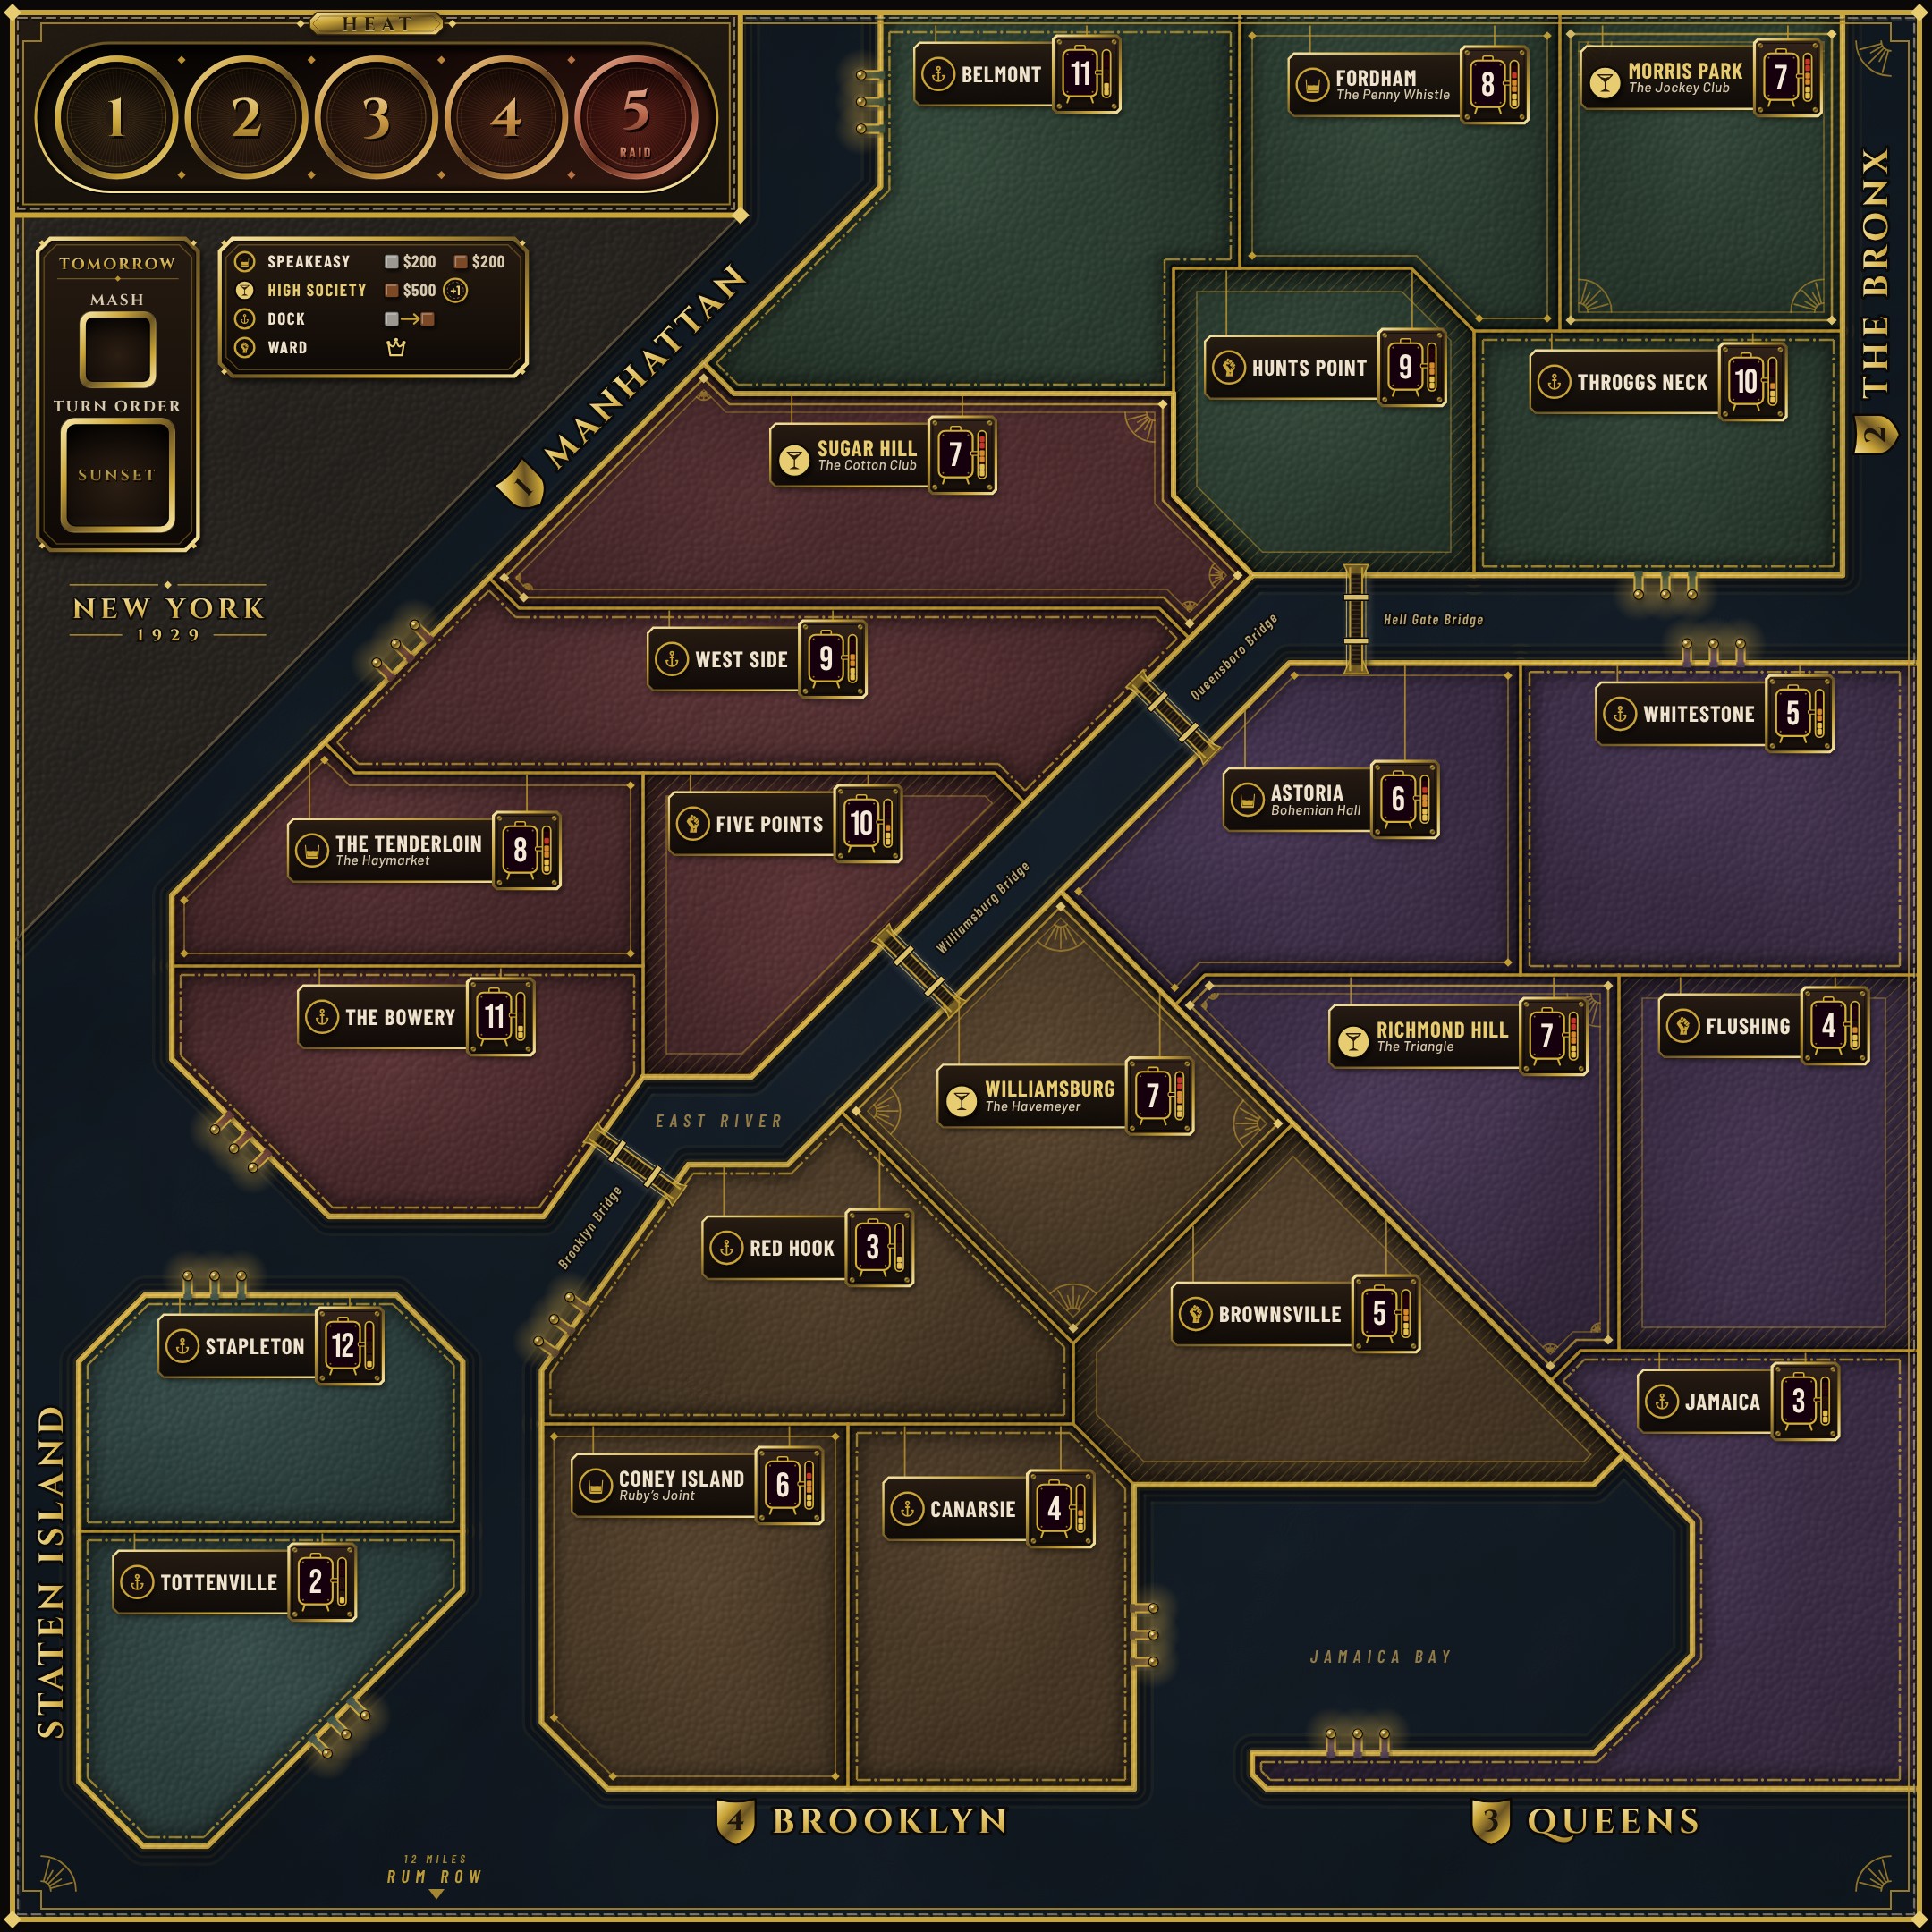 HEAT
1 2 3 4 5
RAID
TOMORROW
MASH
TURN ORDER
SUNSET
SPEAKEASY $200 $200
HIGH SOCIETY $500 +1
DOCK
WARD
NEW YORK
1929
1 MANHATTAN
2 THE BRONX
BELMONT 11
FORDHAM 8
The Penny Whistle
MORRIS PARK 7
The Jockey Club
HUNTS POINT 9
THROGGS NECK 10
SUGAR HILL 7
The Cotton Club
WEST SIDE 9
Hell Gate Bridge
Queensboro Bridge
WHITESTONE 5
ASTORIA 6
Bohemian Hall
THE TENDERLOIN 8
The Haymarket
FIVE POINTS 10
Williamsburg Bridge
THE BOWERY 11
RICHMOND HILL 7
The Triangle
FLUSHING 4
WILLIAMSBURG 7
The Havemeyer
EAST RIVER
Brooklyn Bridge
RED HOOK 3
BROWNSVILLE 5
STAPLETON 12
JAMAICA 3
CONEY ISLAND 6
Ruby's Joint
CANARSIE 4
TOTTENVILLE 2
STATEN ISLAND
JAMAICA BAY
4 BROOKLYN
3 QUEENS
12 MILES
RUM ROW